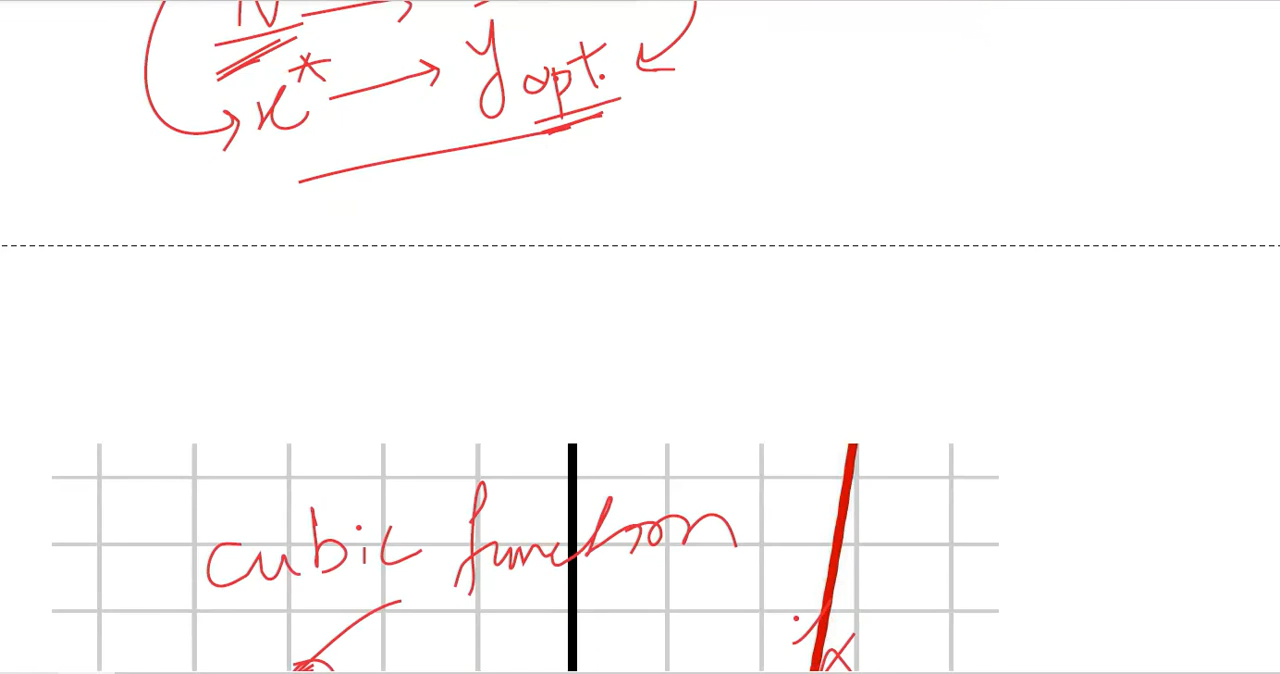 x* → y opt.
cubic function